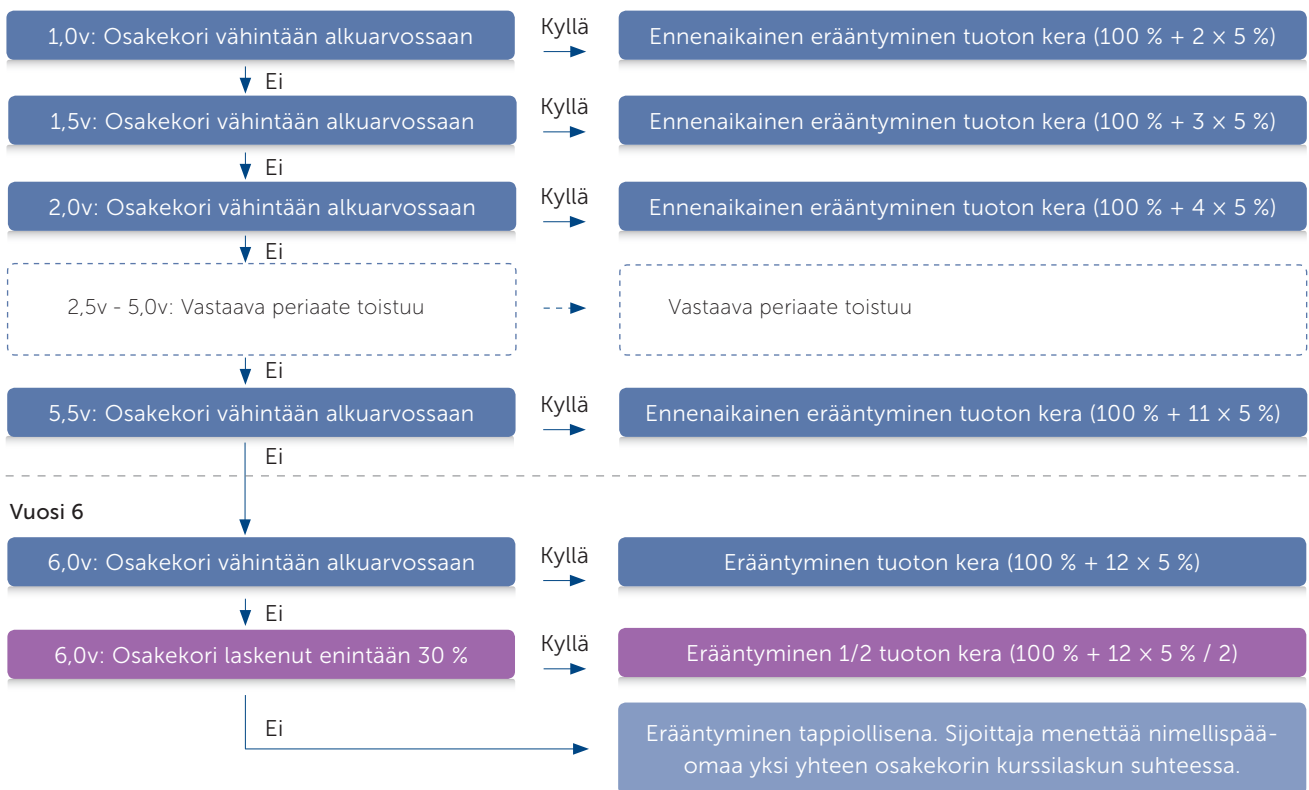 1,0v: Osakekori vähintään alkuarvossaan
Kyllä
Ennenaikainen erääntyminen tuoton kera (100 % + 2 × 5 %)
Ei
1,5v: Osakekori vähintään alkuarvossaan
Kyllä
Ennenaikainen erääntyminen tuoton kera (100 % + 3 × 5 %)
Ei
2,0v: Osakekori vähintään alkuarvossaan
Kyllä
Ennenaikainen erääntyminen tuoton kera (100 % + 4 × 5 %)
Ei
2,5v - 5,0v: Vastaava periaate toistuu
Vastaava periaate toistuu
Ei
5,5v: Osakekori vähintään alkuarvossaan
Kyllä
Ennenaikainen erääntyminen tuoton kera (100 % + 11 × 5 %)
Ei
Vuosi 6
6,0v: Osakekori vähintään alkuarvossaan
Kyllä
Erääntyminen tuoton kera (100 % + 12 × 5 %)
Ei
6,0v: Osakekori laskenut enintään 30 %
Kyllä
Erääntyminen 1/2 tuoton kera (100 % + 12 × 5 % / 2)
Ei
Erääntyminen tappiollisena. Sijoittaja menettää nimellispää-
omaa yksi yhteen osakekorin kurssilaskun suhteessa.